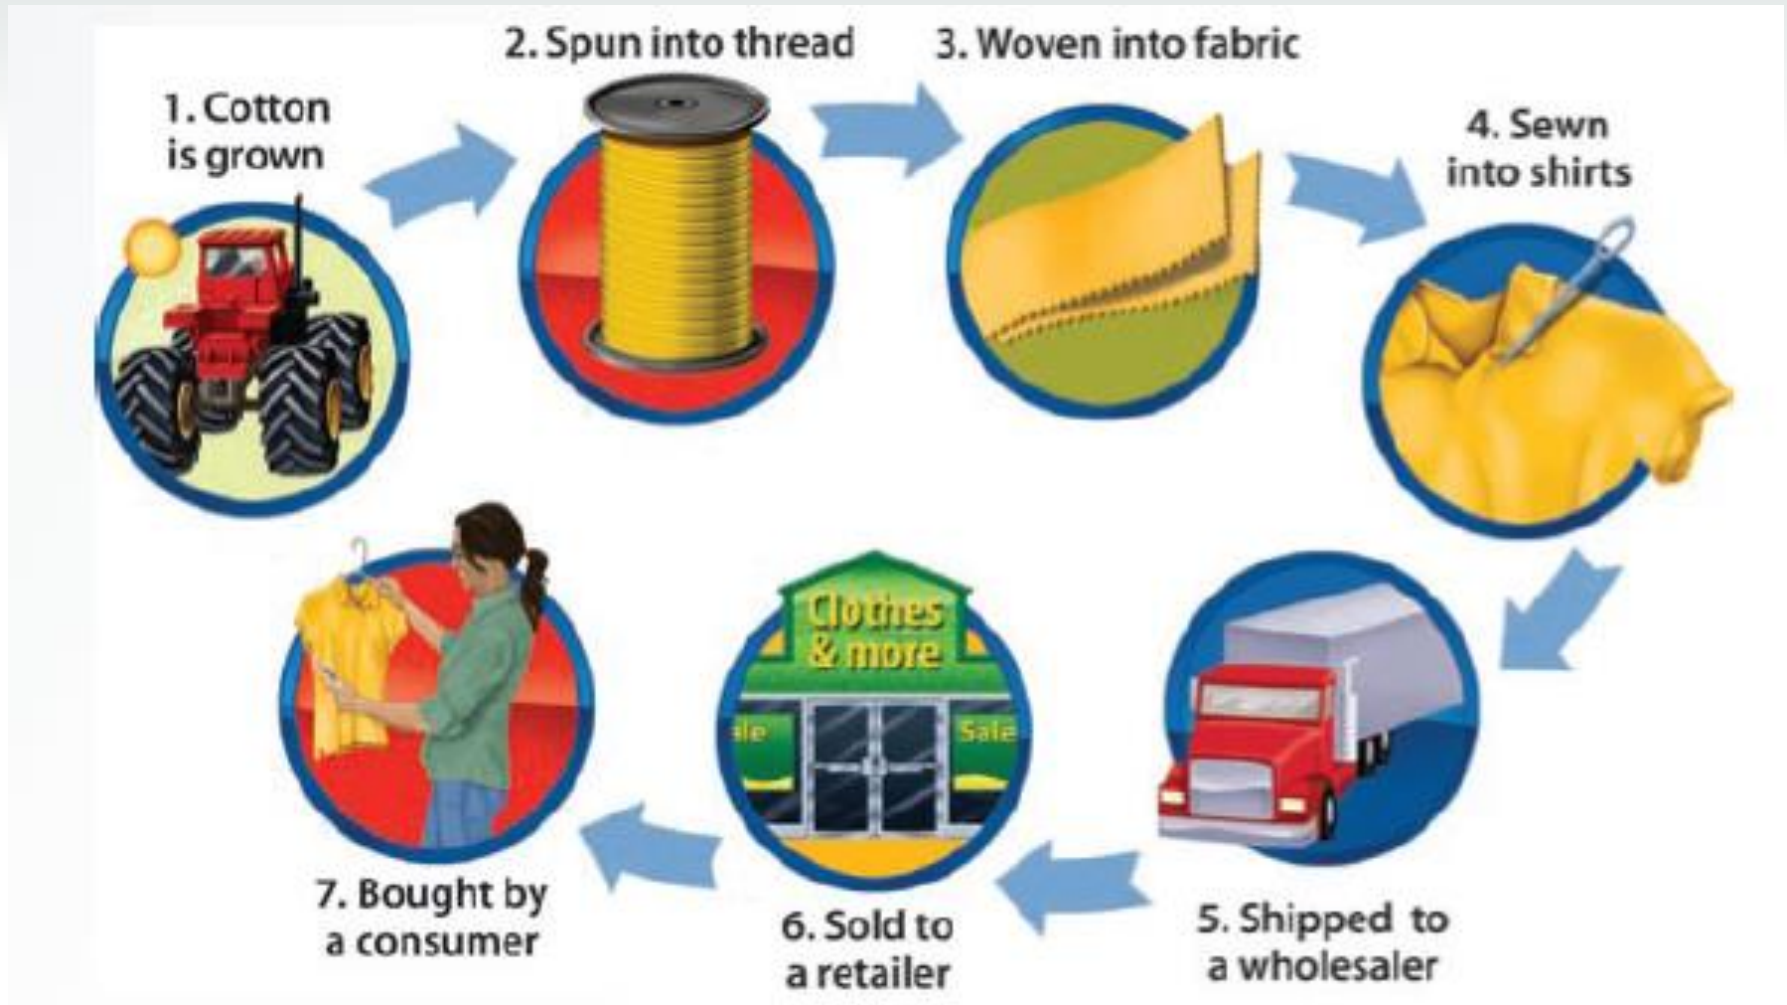 1. Cotton
is grown
2. Spun into thread
3. Woven into fabric
4. Sewn
into shirts
5. Shipped to
a wholesaler
Clothes
& more
ale
Sale
6. Sold to
a retailer
7. Bought by
a consumer